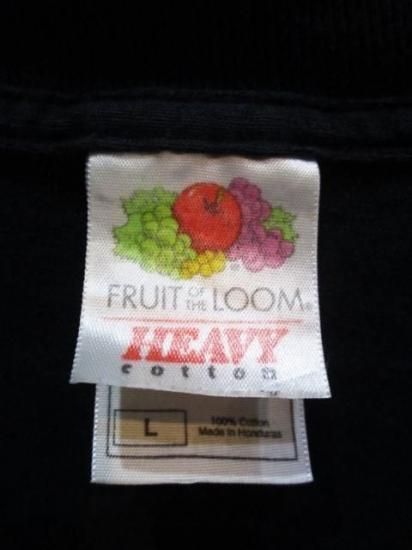 FRUIT OF THE LOOM®
HEAVY
cotton
L
100% Cotton
Made in Honduras